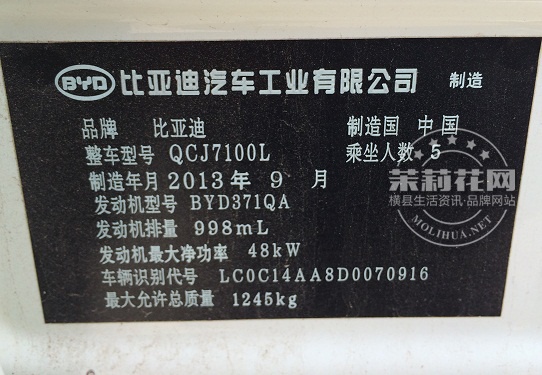 BYD 比亚迪汽车工业有限公司 制造
品牌 比亚迪 制造国 中国
整车型号 QCJ7100L 乘坐人数 5
制造年月 2013 年 9 月
发动机型号 BYD371QA
发动机排量 998mL
发动机最大净功率 48kW
车辆识别代号 LC0C14AA8D0070916
最大允许总质量 1245kg
茉莉花网
横县生活资讯·品牌网站
MOLIHUA.NET